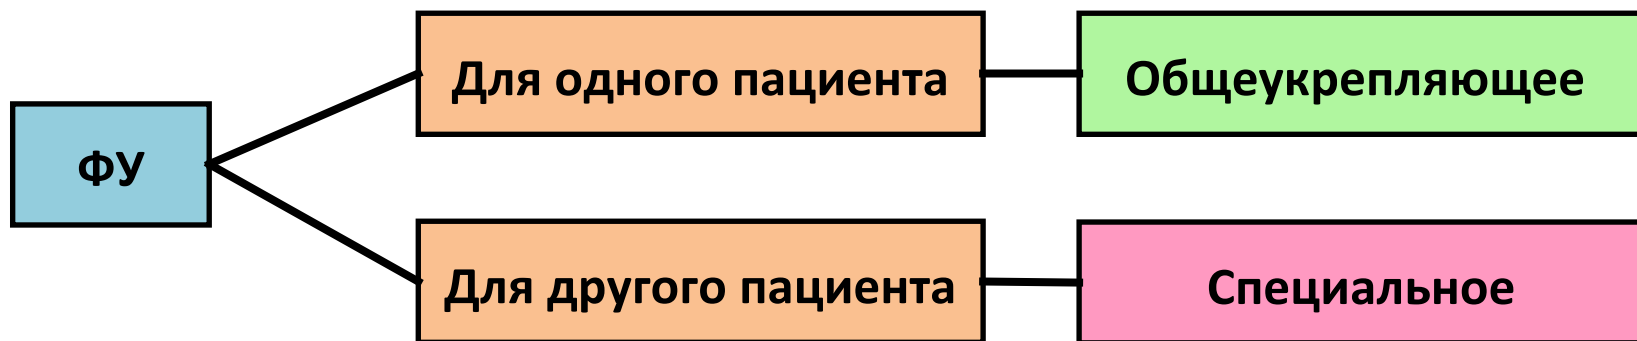 Для одного пациента
Общеукрепляющее
ФУ
Для другого пациента
Специальное